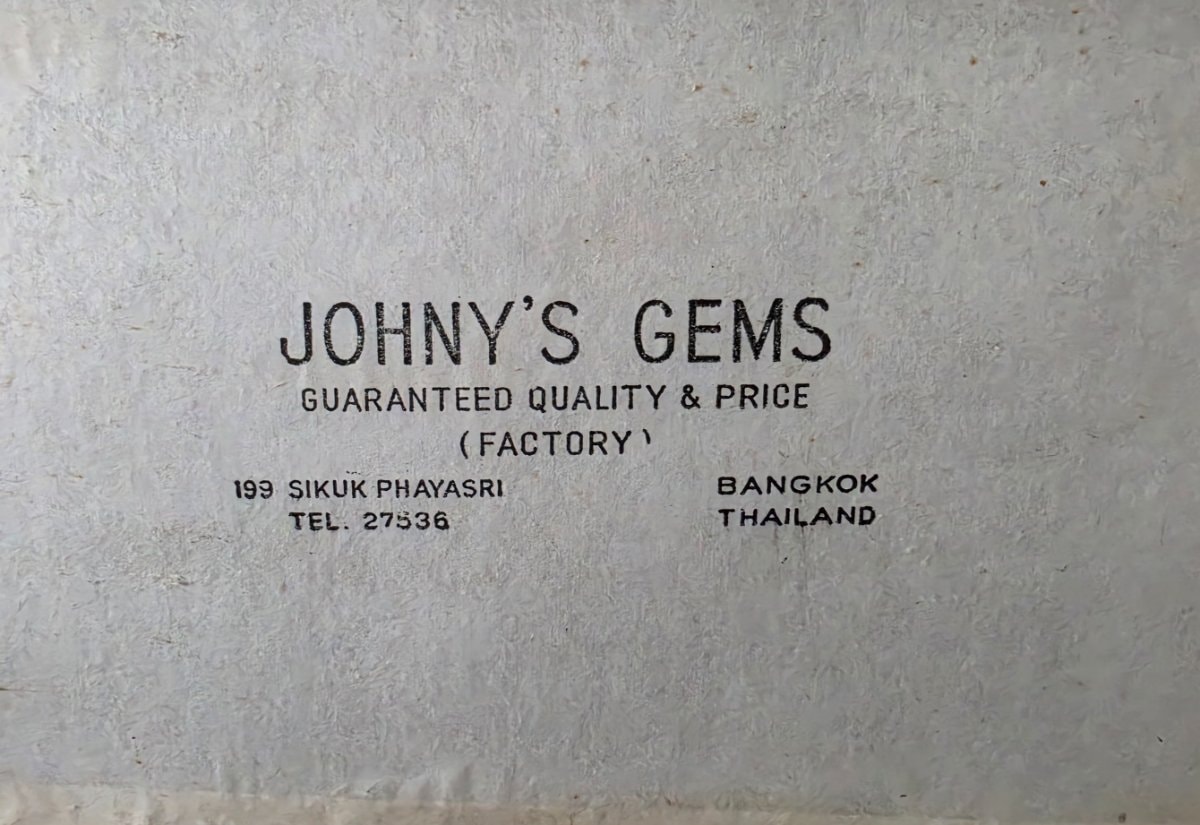 JOHNY'S GEMS
GUARANTEED QUALITY & PRICE
(FACTORY)
199 SIKUK PHAYASRI BANGKOK
TEL. 27536 THAILAND